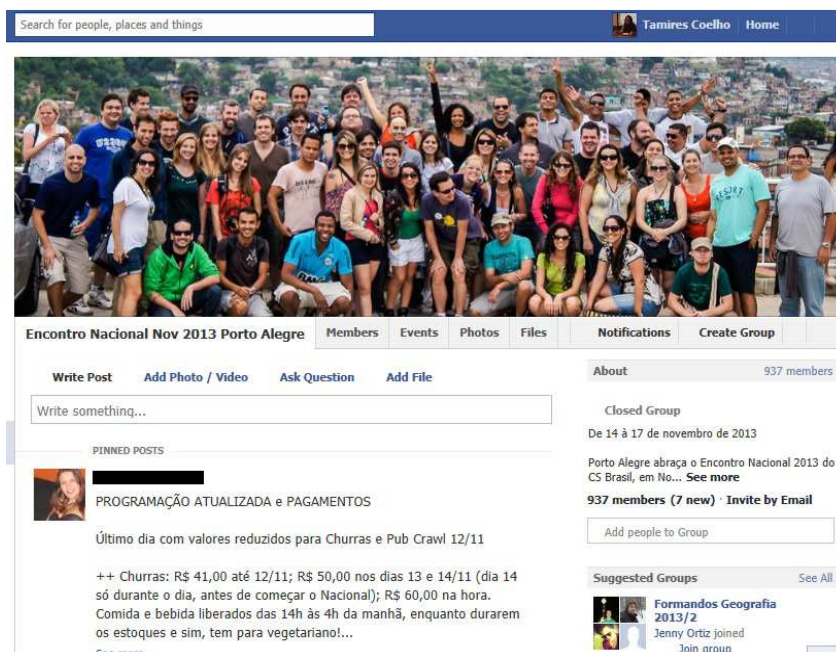 Search for people, places and things
Tamires Coelho Home
Encontro Nacional Nov 2013 Porto Alegre Members Events Photos Files Notifications Create Group
Write Post Add Photo / Video Ask Question Add File
Write something...
PINNED POSTS
PROGRAMAÇÃO ATUALIZADA e PAGAMENTOS
Último dia com valores reduzidos para Churras e Pub Crawl 12/11
++ Churras: R$ 41,00 até 12/11; R$ 50,00 nos dias 13 e 14/11 (dia 14
só durante o dia, antes de começar o Nacional); R$ 60,00 na hora.
Comida e bebida liberados das 14h às 4h da manhã, enquanto durarem
os estoques e sim, tem para vegetariano!...
About 937 members
Closed Group
De 14 à 17 de novembro de 2013
Porto Alegre abraça o Encontro Nacional 2013 do
CS Brasil, em No... See more
937 members (7 new) · Invite by Email
Add people to Group
Suggested Groups See All
Formandos Geografia
2013/2
Jenny Ortiz joined
Join group